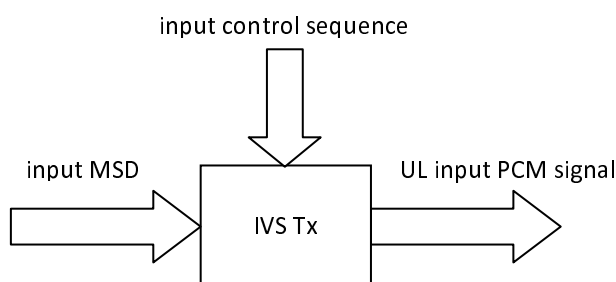 input control sequence
input MSD
UL input PCM signal
IVS Tx